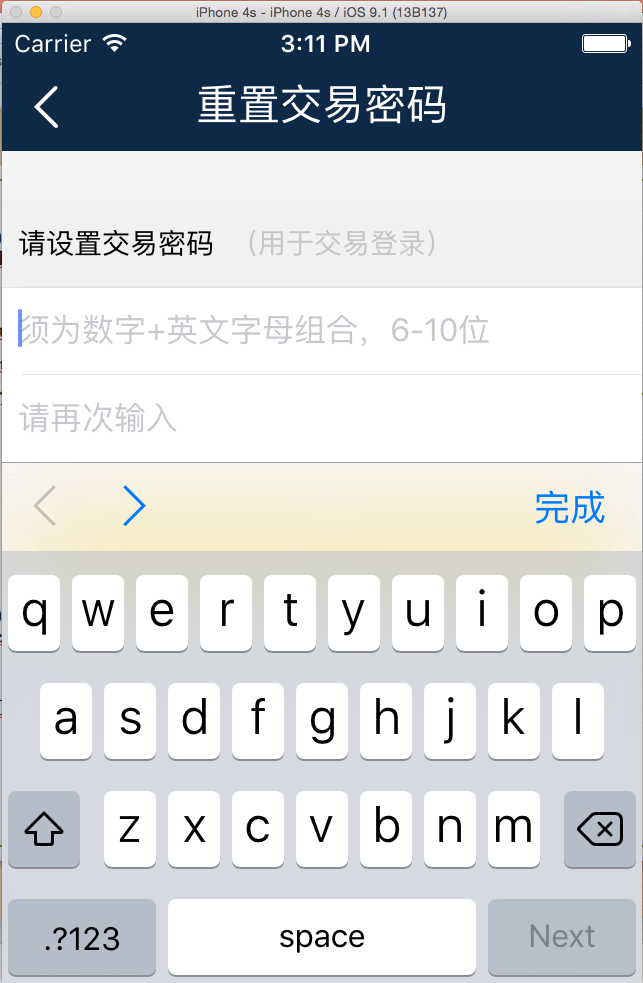 iPhone 4s - iPhone 4s / iOS 9.1 (13B137)
Carrier 3:11 PM
重置交易密码
请设置交易密码 (用于交易登录)
须为数字+英文字母组合，6-10位
请再次输入
完成
q w e r t y u i o p
a s d f g h j k l
z x c v b n m
.?123 space Next